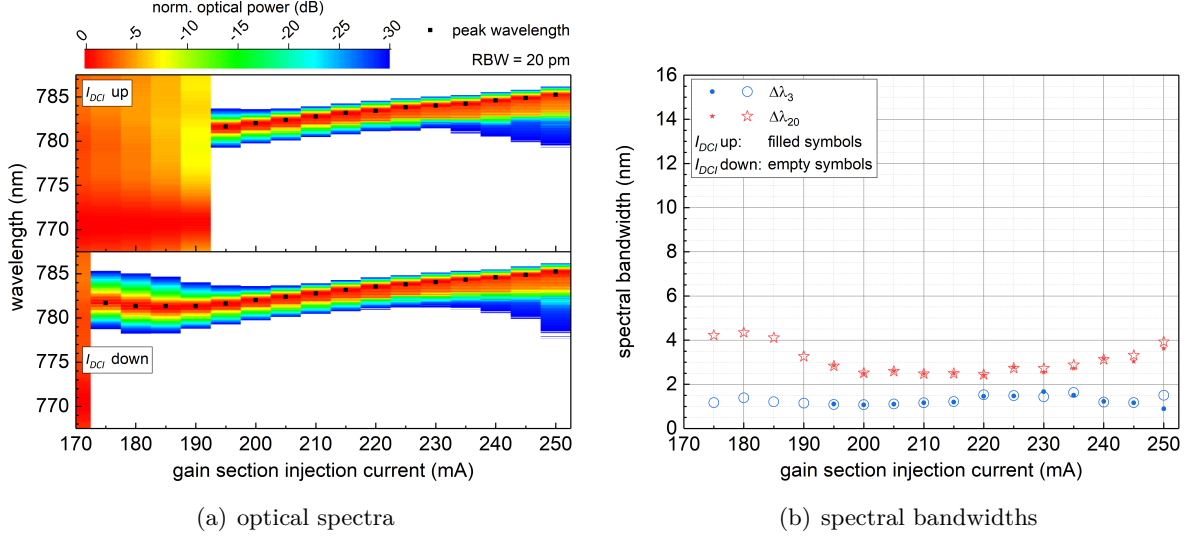 norm. optical power (dB)
0 -5 -10 -15 -20 -25 -30
peak wavelength
RBW = 20 pm
I_DCI up
785
780
775
770
wavelength (nm)
785
780
775
770
I_DCI down
170 180 190 200 210 220 230 240 250
gain section injection current (mA)
(a) optical spectra
16
14
12
10
8
6
4
2
0
spectral bandwidth (nm)
Δλ₃
Δλ₂₀
I_DCI up: filled symbols
I_DCI down: empty symbols
170 180 190 200 210 220 230 240 250
gain section injection current (mA)
(b) spectral bandwidths